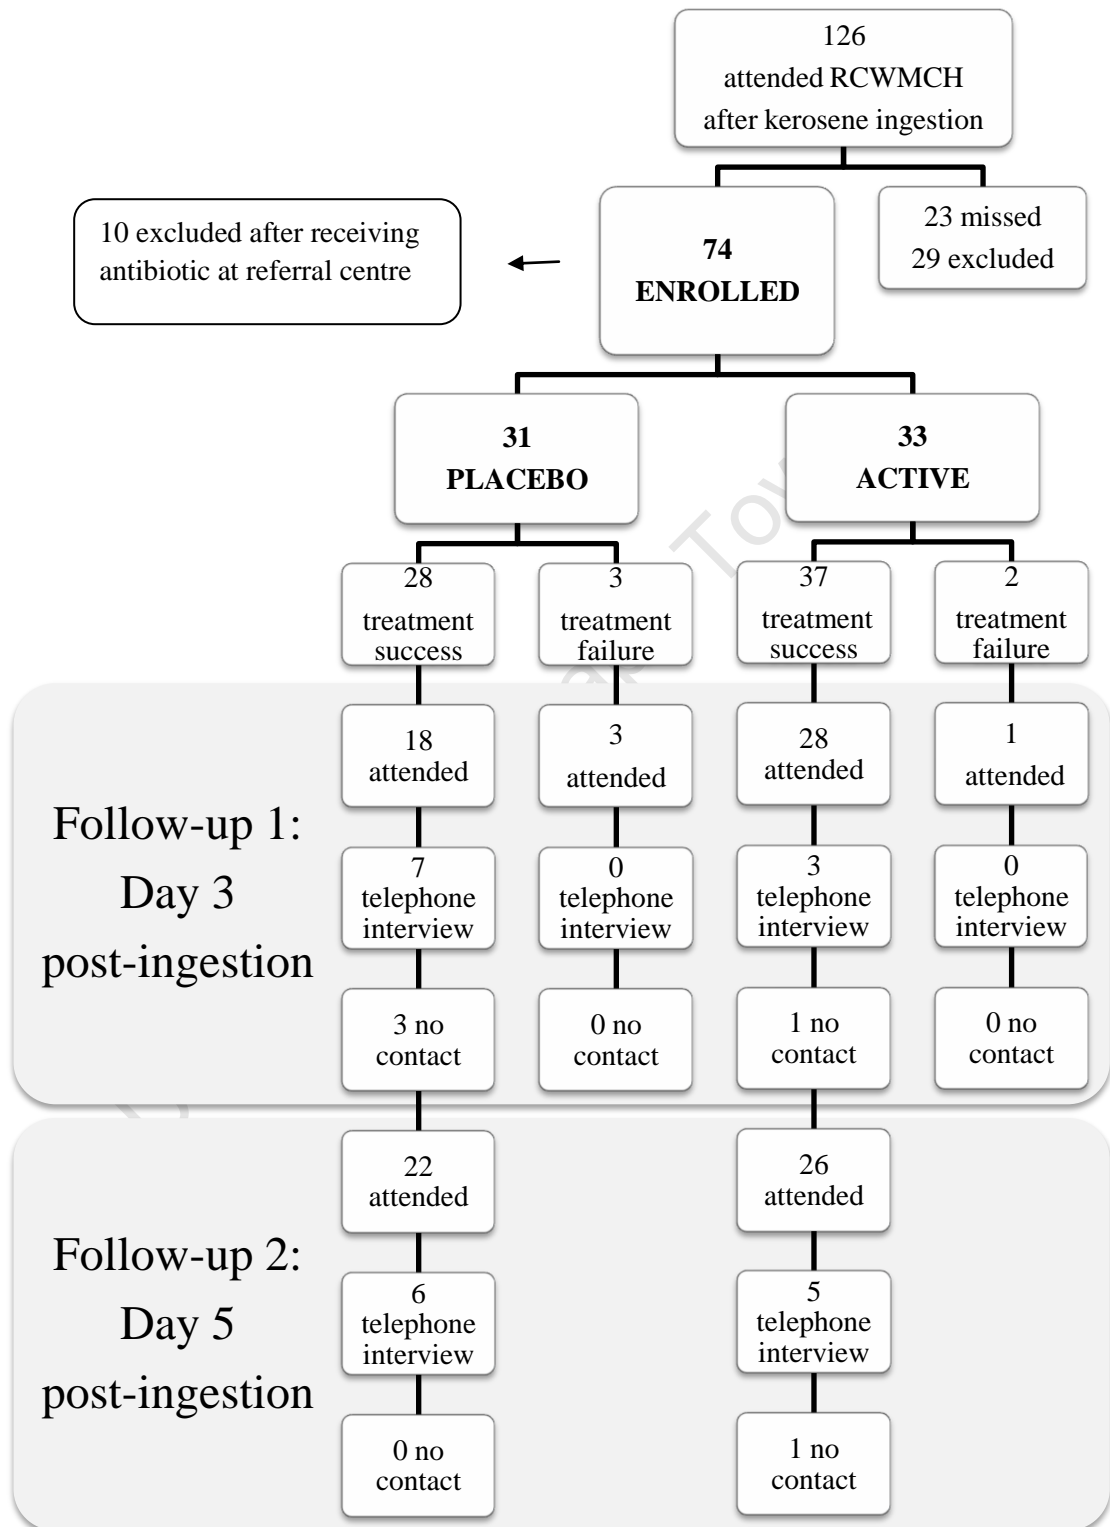 126
attended RCWMCH
after kerosene ingestion
10 excluded after receiving
antibiotic at referral centre
74
ENROLLED
23 missed
29 excluded
31
PLACEBO
33
ACTIVE
28
treatment
success
3
treatment
failure
37
treatment
success
2
treatment
failure
Follow-up 1:
Day 3
post-ingestion
18
attended
3
attended
28
attended
1
attended
7
telephone
interview
0
telephone
interview
3
telephone
interview
0
telephone
interview
3 no
contact
0 no
contact
1 no
contact
0 no
contact
Follow-up 2:
Day 5
post-ingestion
22
attended
26
attended
6
telephone
interview
5
telephone
interview
0 no
contact
1 no
contact